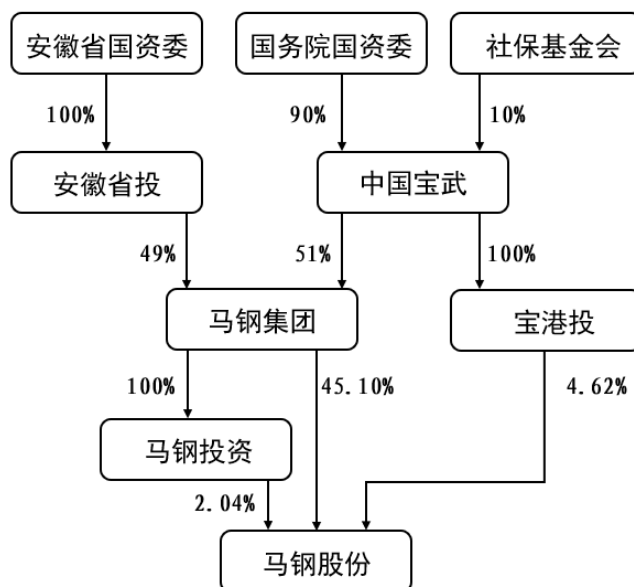 安徽省国资委
国务院国资委
社保基金会
100%
90%
10%
安徽省投
中国宝武
49%
51%
100%
马钢集团
宝港投
100%
45.10%
4.62%
马钢投资
2.04%
马钢股份